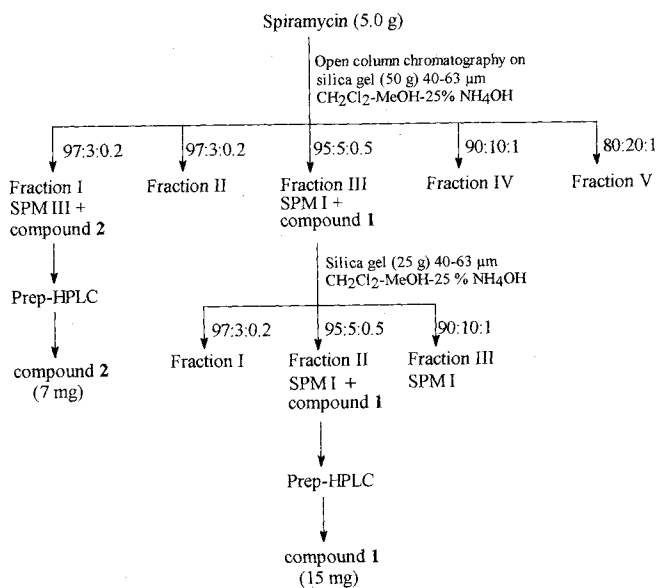 Spiramycin (5.0 g)
Open column chromatography on
silica gel (50 g) 40-63 µm
CH2Cl2-MeOH-25% NH4OH
97:3:0.2
97:3:0.2
95:5:0.5
90:10:1
80:20:1
Fraction I
SPM III +
compound 2
Fraction II
Fraction III
SPM I +
compound 1
Fraction IV
Fraction V
Silica gel (25 g) 40-63 µm
CH2Cl2-MeOH-25 % NH4OH
Prep-HPLC
97:3:0.2
95:5:0.5
90:10:1
compound 2
(7 mg)
Fraction I
Fraction II
SPM I +
compound 1
Fraction III
SPM I
Prep-HPLC
compound 1
(15 mg)